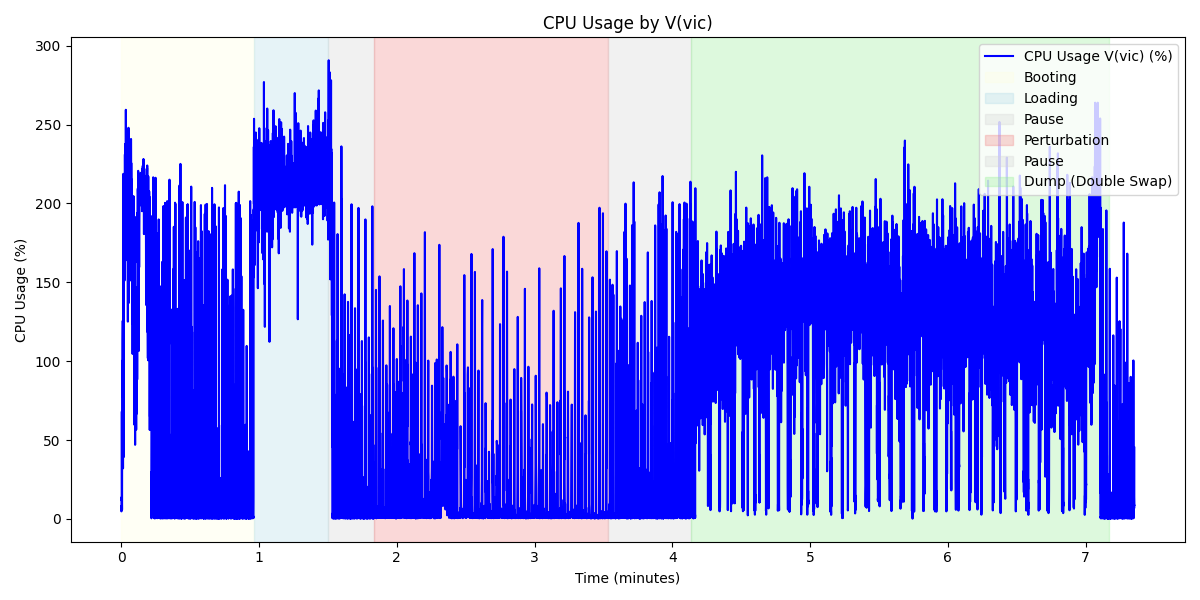 CPU Usage by V(vic)
CPU Usage (%)
300
250
200
150
100
50
0
CPU Usage V(vic) (%)
Booting
Loading
Pause
Perturbation
Pause
Dump (Double Swap)
0 1 2 3 4 5 6 7
Time (minutes)